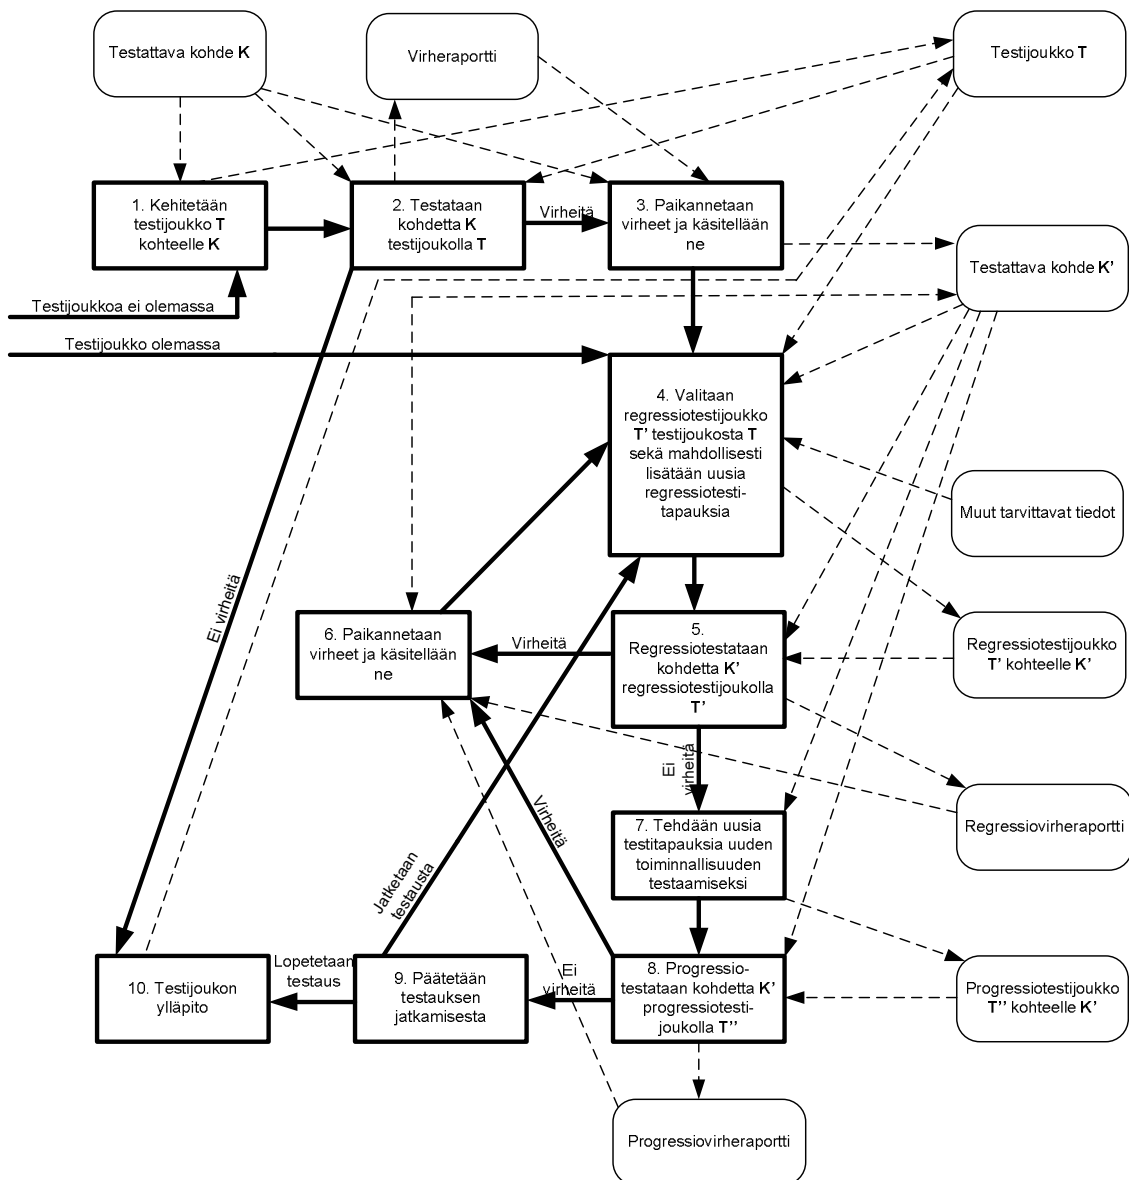 Testattava kohde K
Virheraportti
Testijoukko T
1. Kehitetään
testijoukko T
kohteelle K
2. Testataan
kohdetta K
testijoukolla T
Virheitä
3. Paikannetaan
virheet ja käsitellään
ne
Testattava kohde K’
Testijoukkoa ei olemassa
Testijoukko olemassa
4. Valitaan
regressiotestijoukko
T’ testijoukosta T
sekä mahdollisesti
lisätään uusia
regressiotesti-
tapauksia
Muut tarvittavat tiedot
Ei virheitä
6. Paikannetaan
virheet ja käsitellään
ne
Virheitä
5.
Regressiotestataan
kohdetta K’
regressiotestijoukolla
T’
Regressiotestijoukko
T’ kohteelle K’
Ei
virheitä
Virheitä
7. Tehdään uusia
testitapauksia uuden
toiminnallisuuden
testaamiseksi
Regressiovirheraportti
Jatketaan
testausta
10. Testijoukon
ylläpito
Lopetetaan
testaus
9. Päätetään
testauksen
jatkamisesta
Ei
virheitä
8. Progressio-
testataan kohdetta K’
progressiotesti-
joukolla T’’
Progressiotestijoukko
T’’ kohteelle K’
Progressiovirheraportti